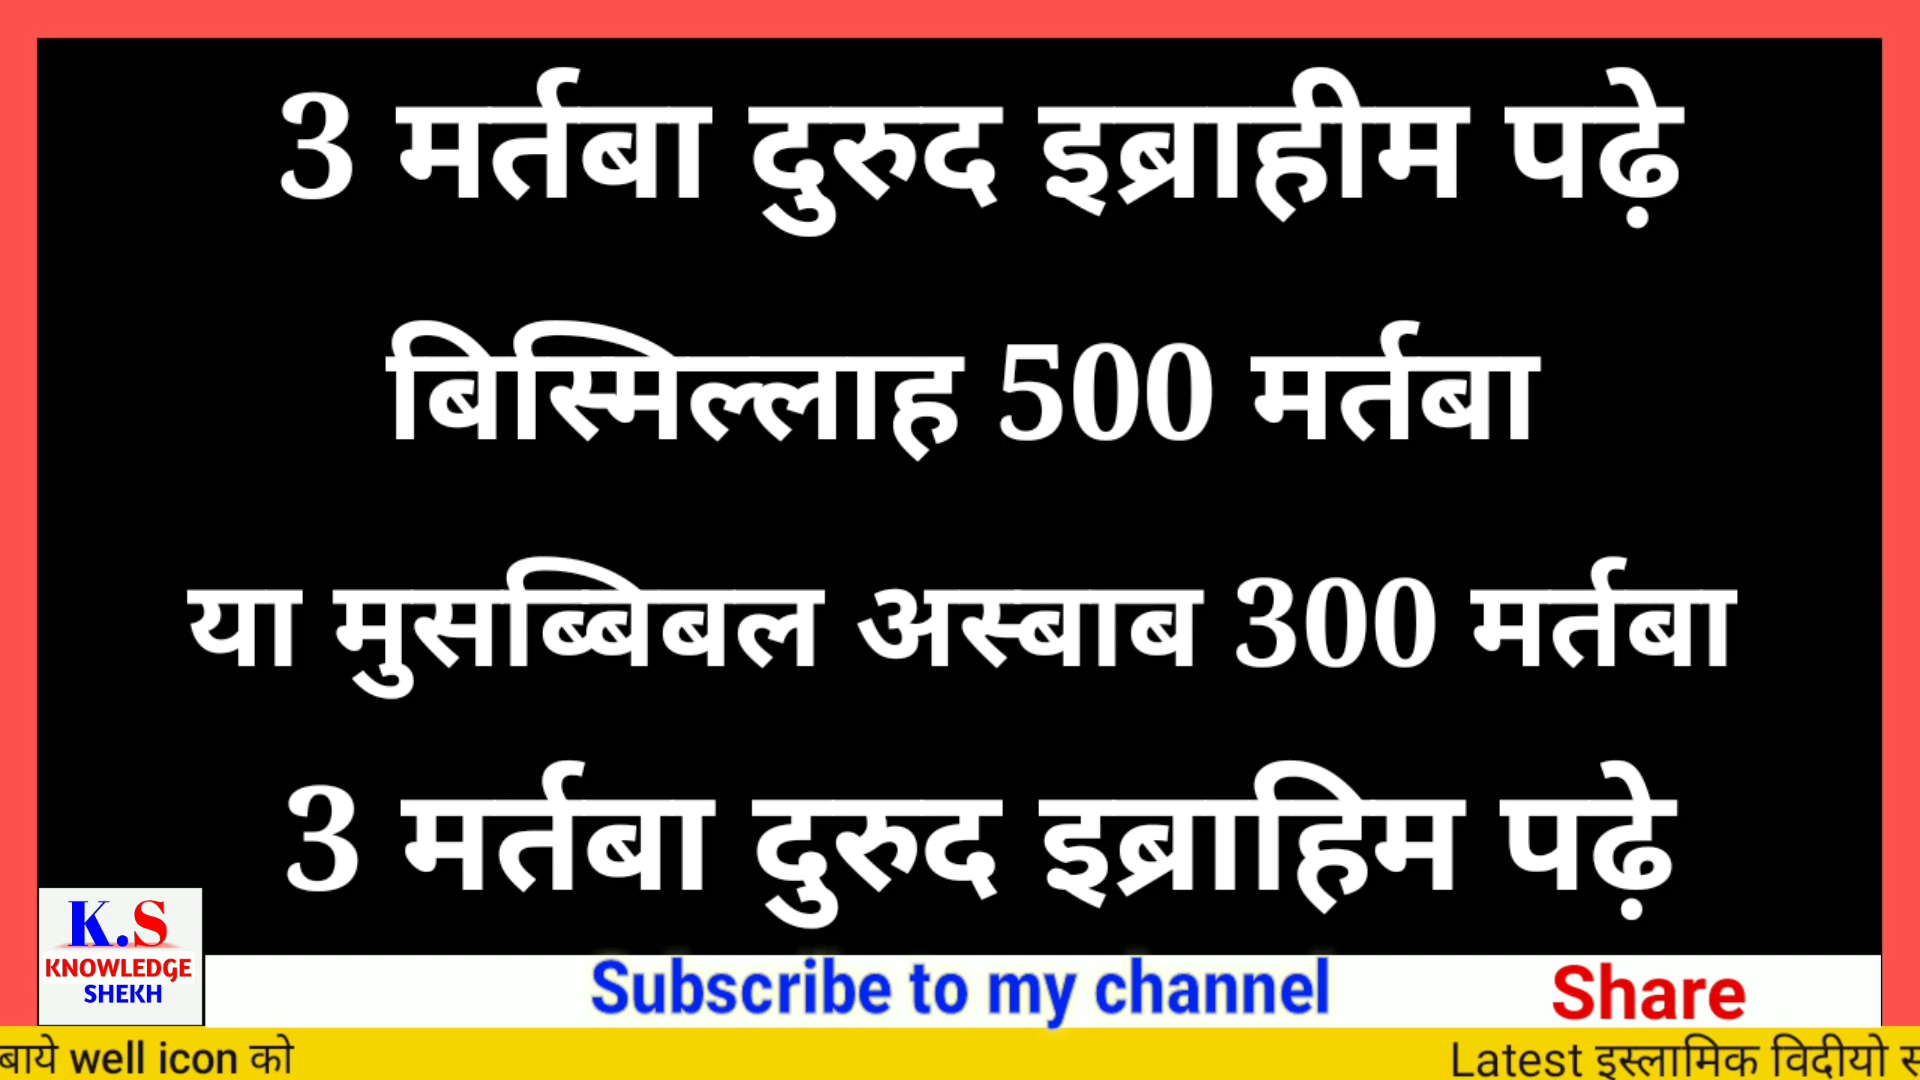 3 मर्तबा दुरुद इब्राहीम पढ़े
बिस्मिल्लाह 500 मर्तबा
या मुसब्बिबल अस्बाब 300 मर्तबा
3 मर्तबा दुरुद इब्राहिम पढ़े
K.S
KNOWLEDGE
SHEKH
Subscribe to my channel
Share
बाये well icon को
Latest इस्लामिक विदीयो स